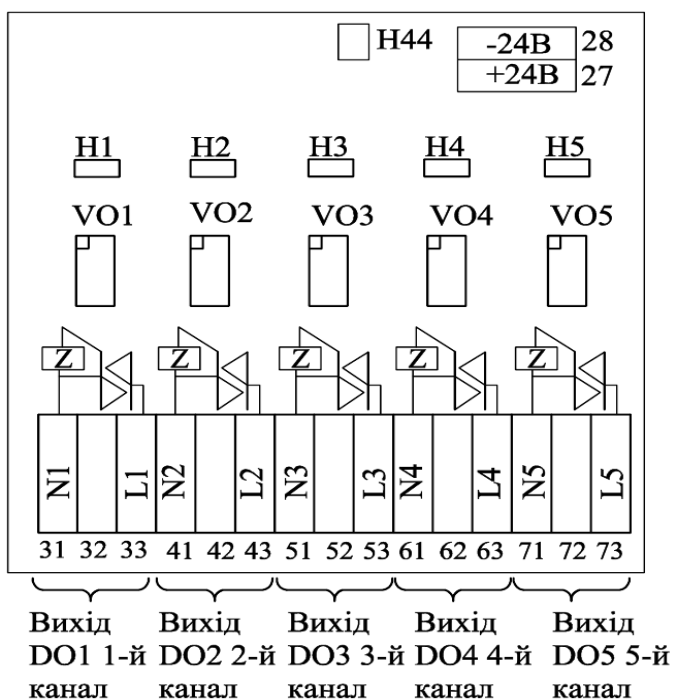 H44
-24В 28
+24В 27
H1 H2 H3 H4 H5
VO1 VO2 VO3 VO4 VO5
Z Z Z Z Z
N1 L1 N2 L2 N3 L3 N4 L4 N5 L5
31 32 33 41 42 43 51 52 53 61 62 63 71 72 73
Вихід Вихід Вихід Вихід Вихід
DO1 1-й DO2 2-й DO3 3-й DO4 4-й DO5 5-й
канал канал канал канал канал